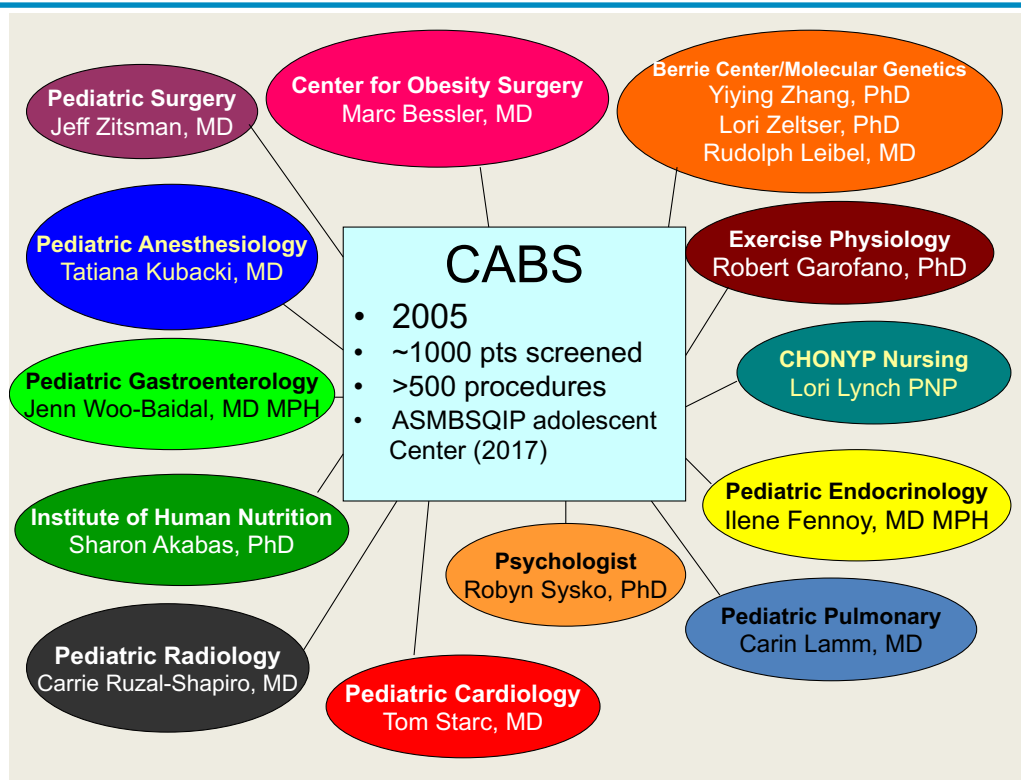 Pediatric Surgery
Jeff Zitsman, MD
Center for Obesity Surgery
Marc Bessler, MD
Berrie Center/Molecular Genetics
Yiying Zhang, PhD
Lori Zeltser, PhD
Rudolph Leibel, MD
Pediatric Anesthesiology
Tatiana Kubacki, MD
Exercise Physiology
Robert Garofano, PhD
CABS
• 2005
• ~1000 pts screened
• >500 procedures
• ASMBSQIP adolescent
Center (2017)
Pediatric Gastroenterology
Jenn Woo-Baidal, MD MPH
CHONYP Nursing
Lori Lynch PNP
Institute of Human Nutrition
Sharon Akabas, PhD
Pediatric Endocrinology
Ilene Fennoy, MD MPH
Psychologist
Robyn Sysko, PhD
Pediatric Pulmonary
Carin Lamm, MD
Pediatric Radiology
Carrie Ruzal-Shapiro, MD
Pediatric Cardiology
Tom Starc, MD